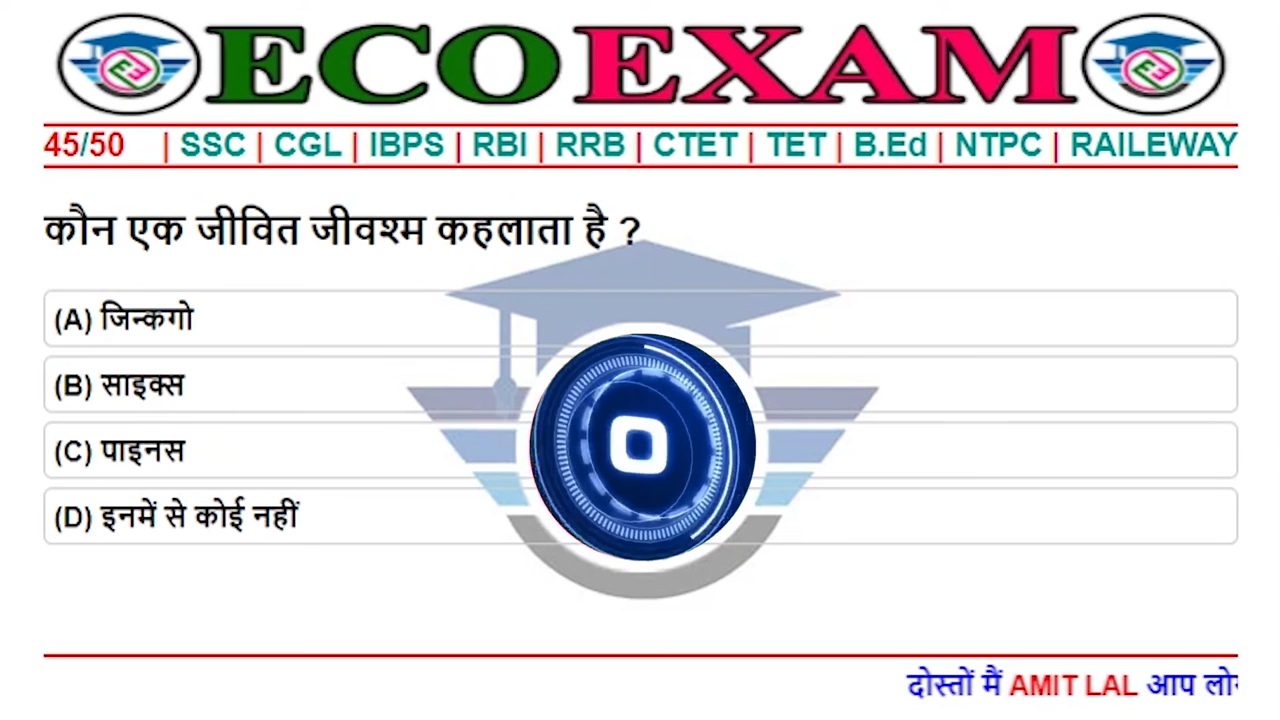 ECO EXAM
45/50 | SSC | CGL | IBPS | RBI | RRB | CTET | TET | B.Ed | NTPC | RAILEWAY
कौन एक जीवित जीवश्म कहलाता है ?
(A) जिन्कगो
(B) साइक्स
(C) पाइनस
(D) इनमें से कोई नहीं
दोस्तों मैं AMIT LAL आप